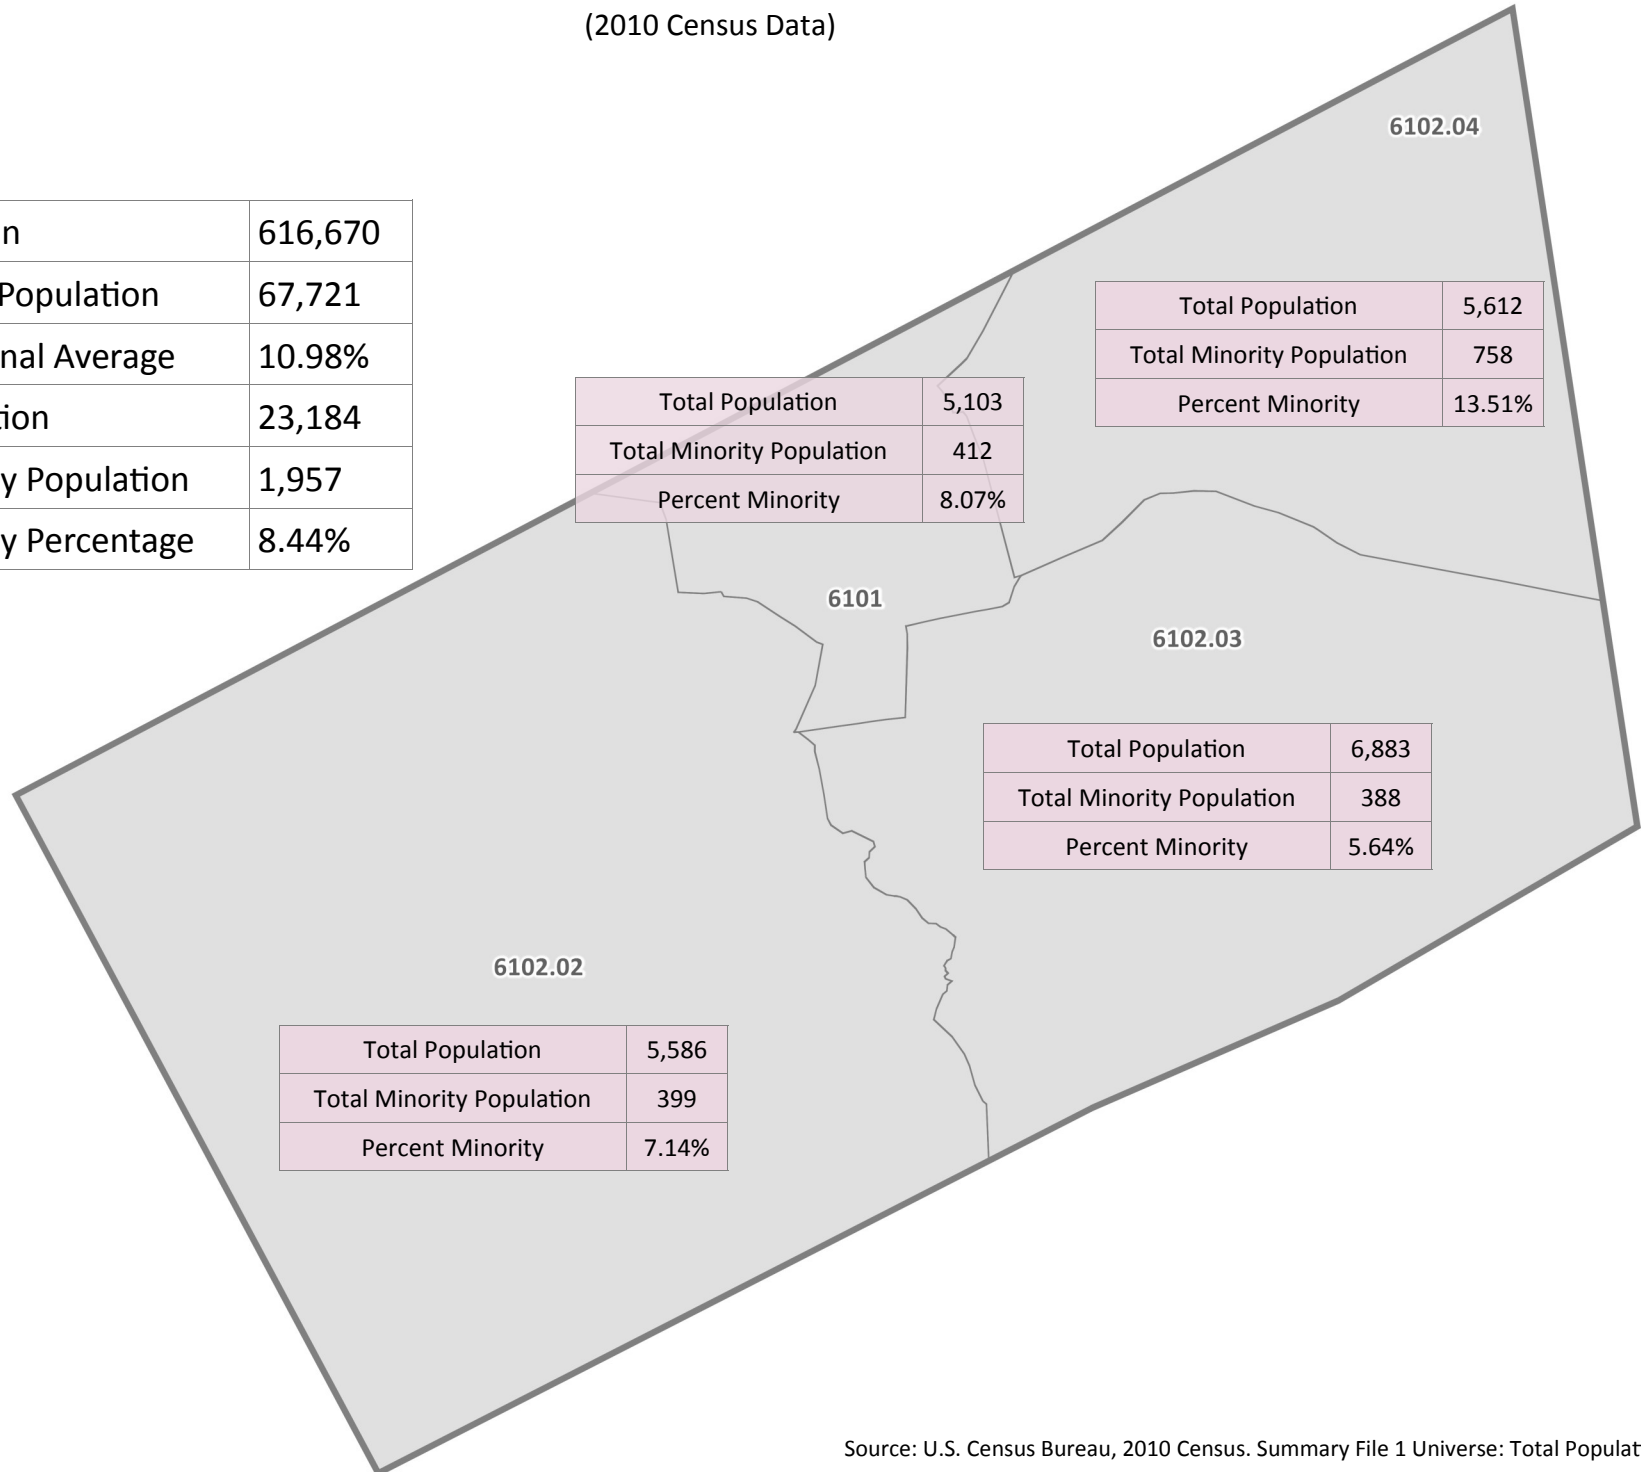 (2010 Census Data)
6102.04
n 616,670
Population 67,721
nal Average 10.98%
tion 23,184
y Population 1,957
y Percentage 8.44%
Total Population 5,612
Total Minority Population 758
Percent Minority 13.51%
Total Population 5,103
Total Minority Population 412
Percent Minority 8.07%
6101
6102.03
Total Population 6,883
Total Minority Population 388
Percent Minority 5.64%
6102.02
Total Population 5,586
Total Minority Population 399
Percent Minority 7.14%
Source: U.S. Census Bureau, 2010 Census. Summary File 1 Universe: Total Populat